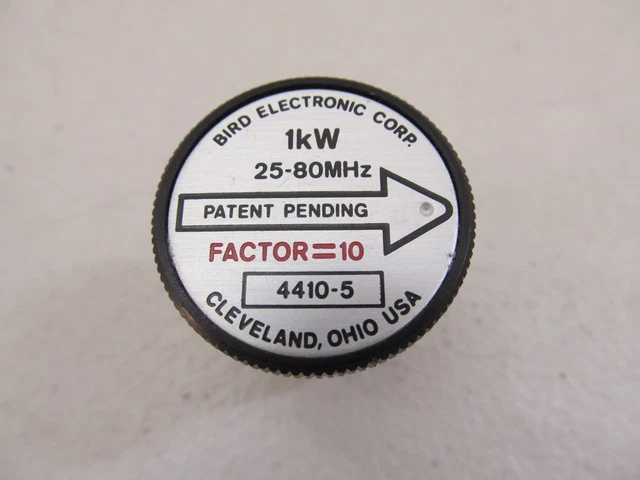 BIRD ELECTRONIC CORP.
1kW
25-80MHz
PATENT PENDING
FACTOR=10
4410-5
CLEVELAND, OHIO USA